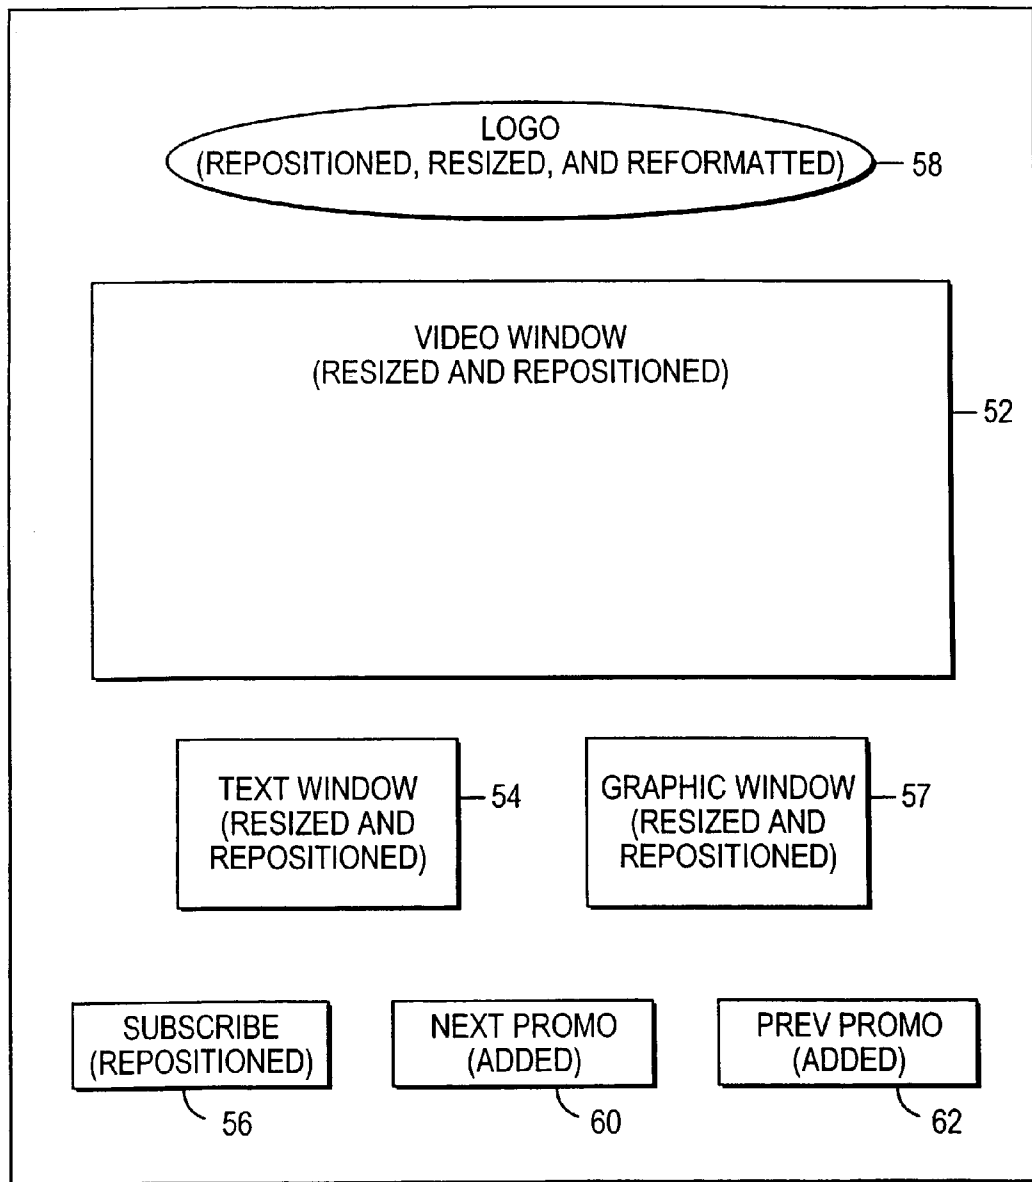 LOGO
(REPOSITIONED, RESIZED, AND REFORMATTED)
58
VIDEO WINDOW
(RESIZED AND REPOSITIONED)
52
TEXT WINDOW
(RESIZED AND
REPOSITIONED)
54
GRAPHIC WINDOW
(RESIZED AND
REPOSITIONED)
57
SUBSCRIBE
(REPOSITIONED)
56
NEXT PROMO
(ADDED)
60
PREV PROMO
(ADDED)
62